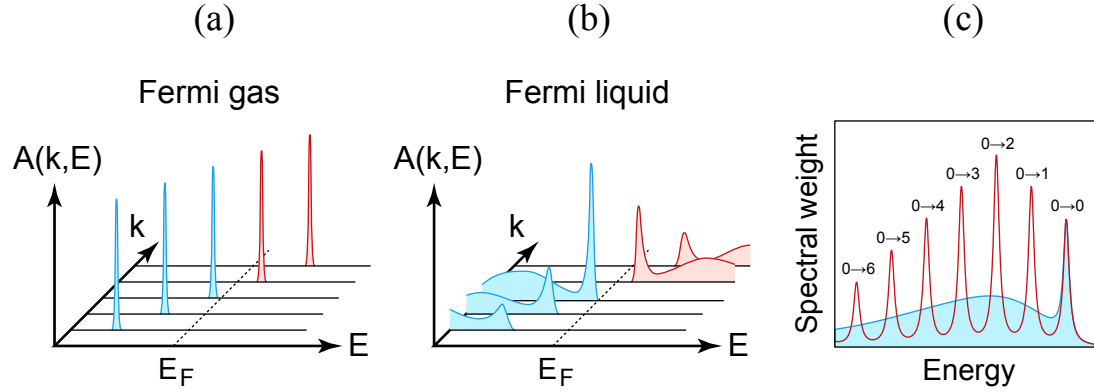 (a)
Fermi gas
A(k,E)
k
E
E_F
(b)
Fermi liquid
A(k,E)
k
E
E_F
(c)
Spectral weight
0→6
0→5
0→4
0→3
0→2
0→1
0→0
Energy